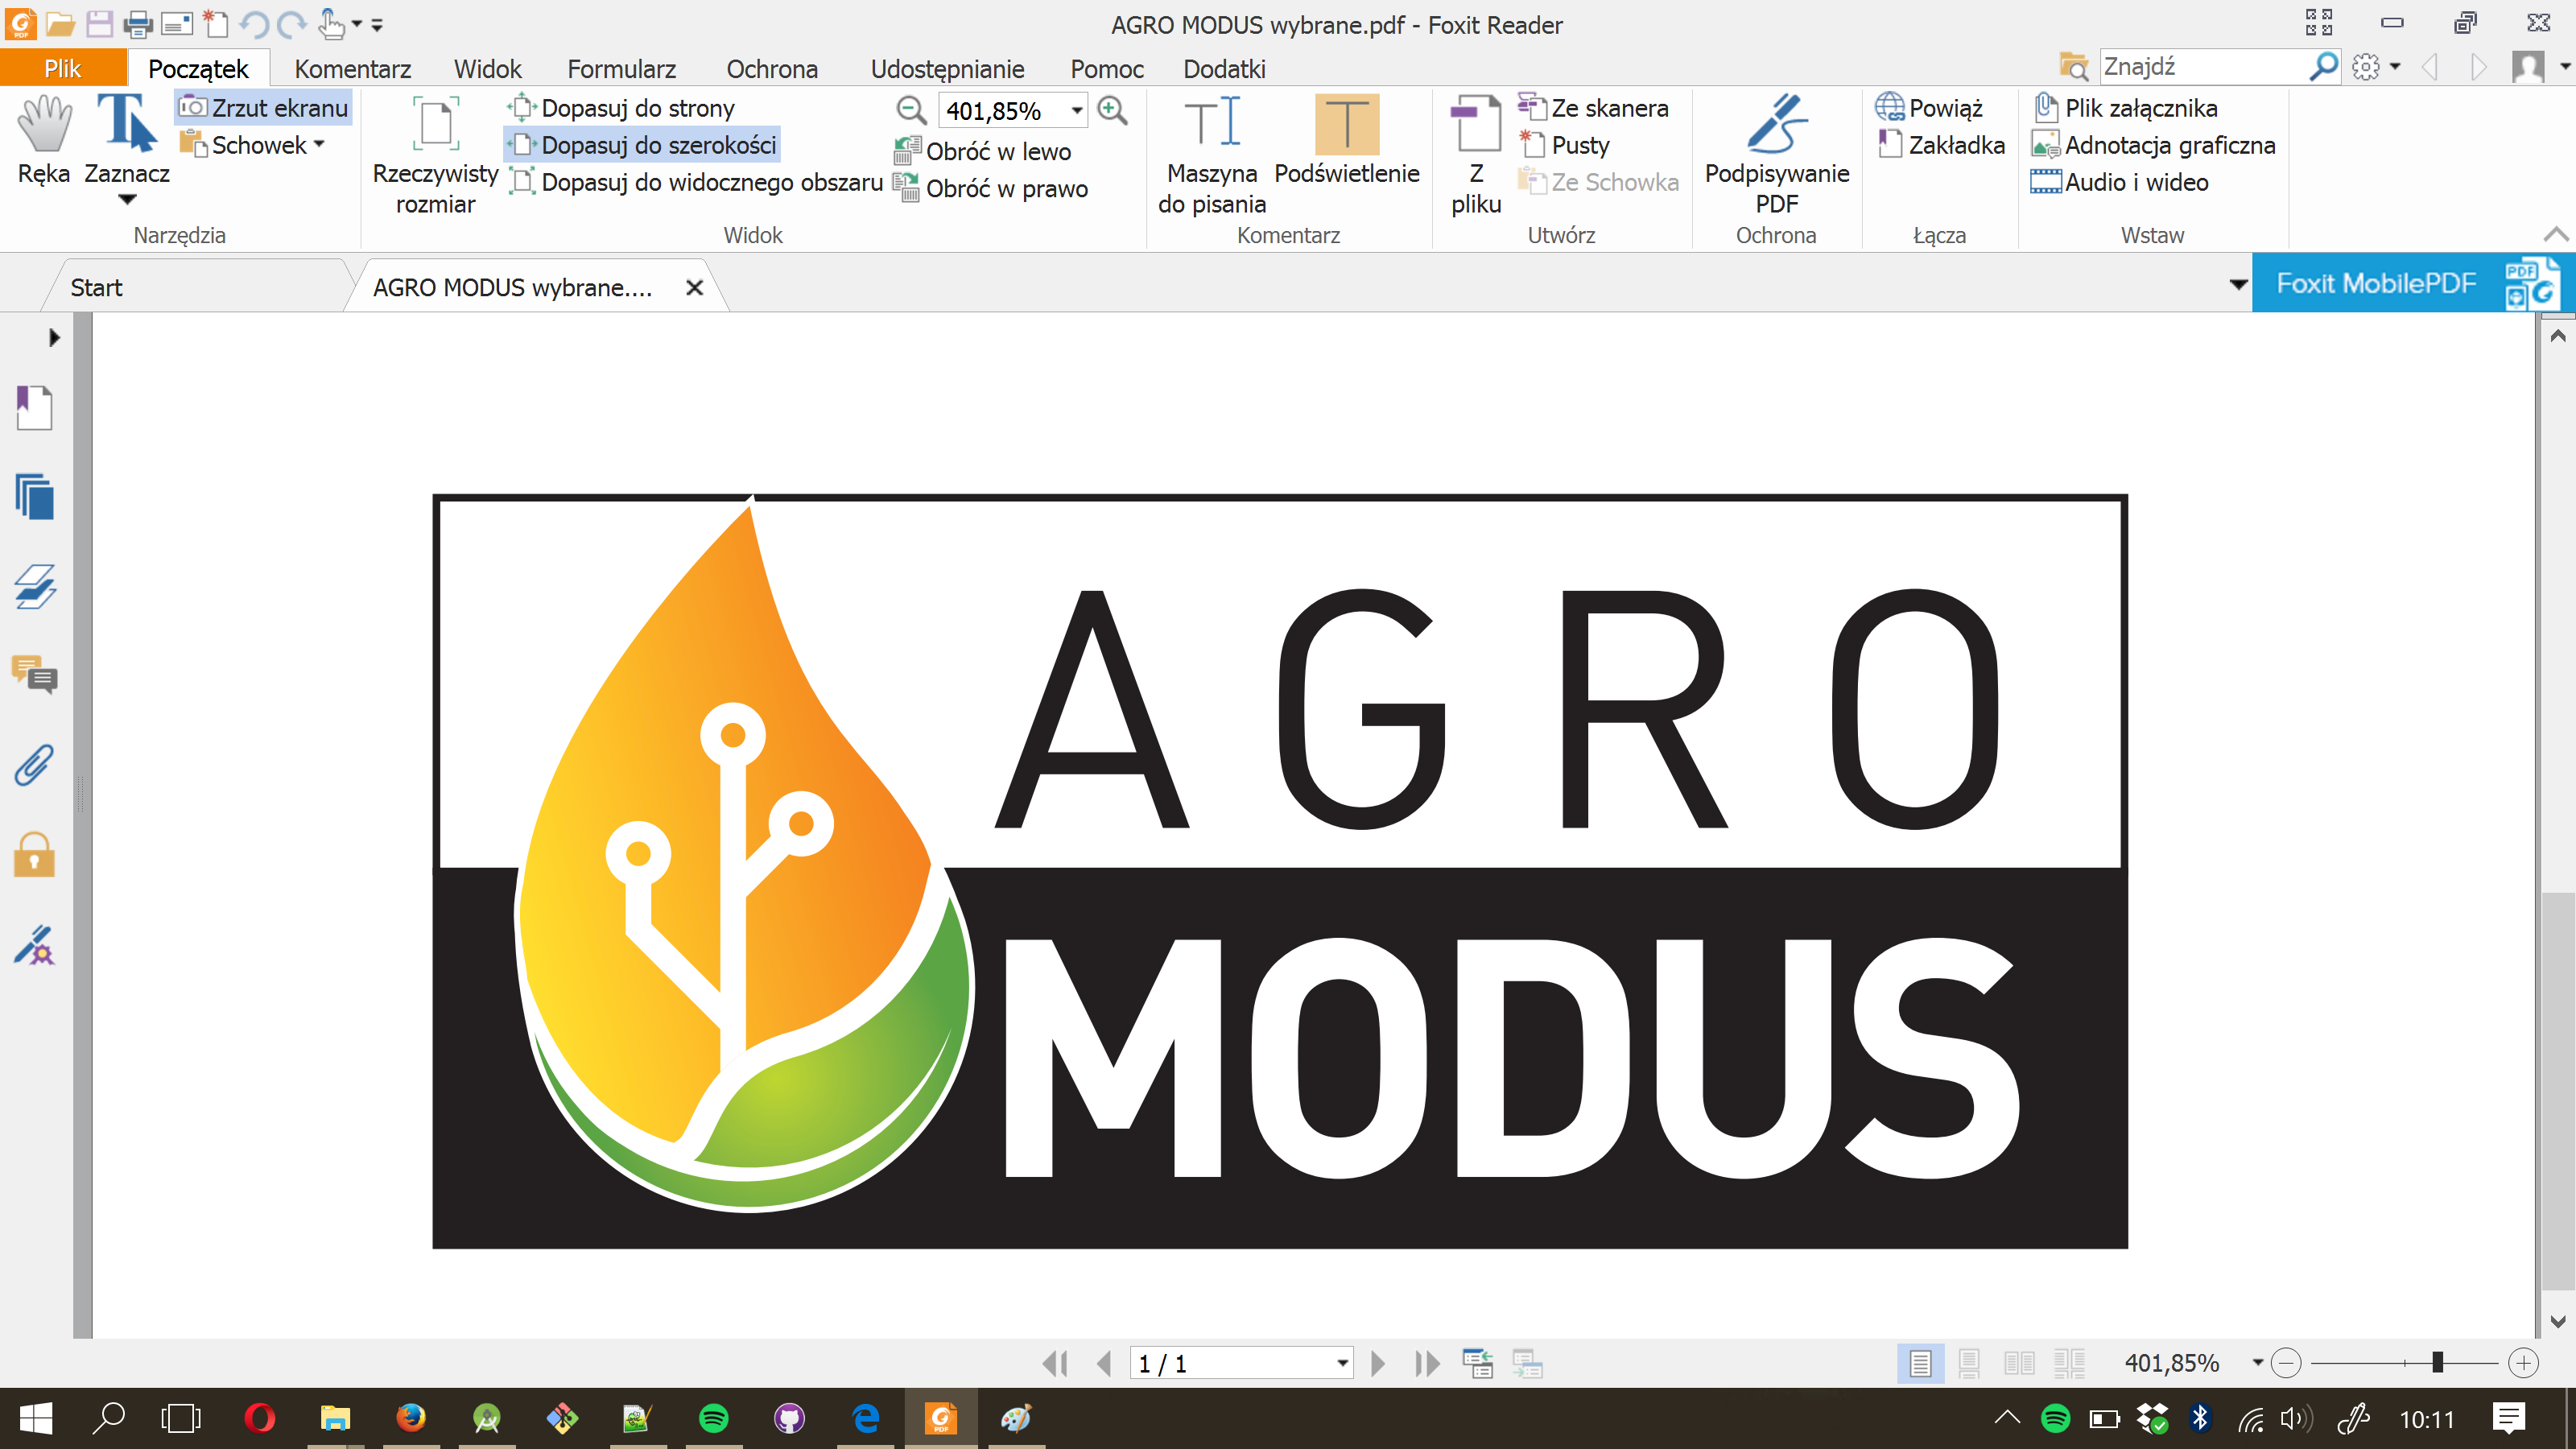 AGRO MODUS wybrane.pdf - Foxit Reader
Plik Początek Komentarz Widok Formularz Ochrona Udostępnianie Pomoc Dodatki Znajdź
Ręka Zaznacz Zrzut ekranu Schowek
Narzędzia
Rzeczywisty rozmiar Dopasuj do strony Dopasuj do szerokości Dopasuj do widocznego obszaru 401,85% Obróć w lewo Obróć w prawo
Widok
Maszyna do pisania Podświetlenie
Komentarz
Z pliku Ze skanera Pusty Ze Schowka
Utwórz
Podpisywanie PDF
Ochrona
Powiąż Zakładka
Łącza
Plik załącznika Adnotacja graficzna Audio i wideo
Wstaw
Start AGRO MODUS wybrane.... Foxit MobilePDF PDF
AGRO
MODUS
1 / 1 401,85%
10:11